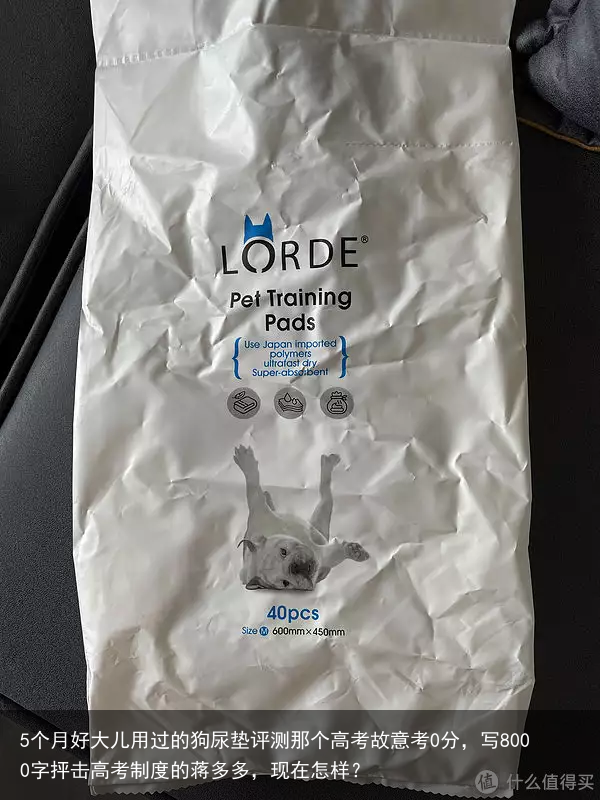 LORDE®
Pet Training
Pads
Use Japan imported
polymers
ultrafast dry
Super-absorbent
40pcs
Size M 600mm×450mm
5个月好大儿用过的狗尿垫评测那个高考故意考0分，写800
0字抨击高考制度的蒋多多，现在怎样？
值 什么值得买